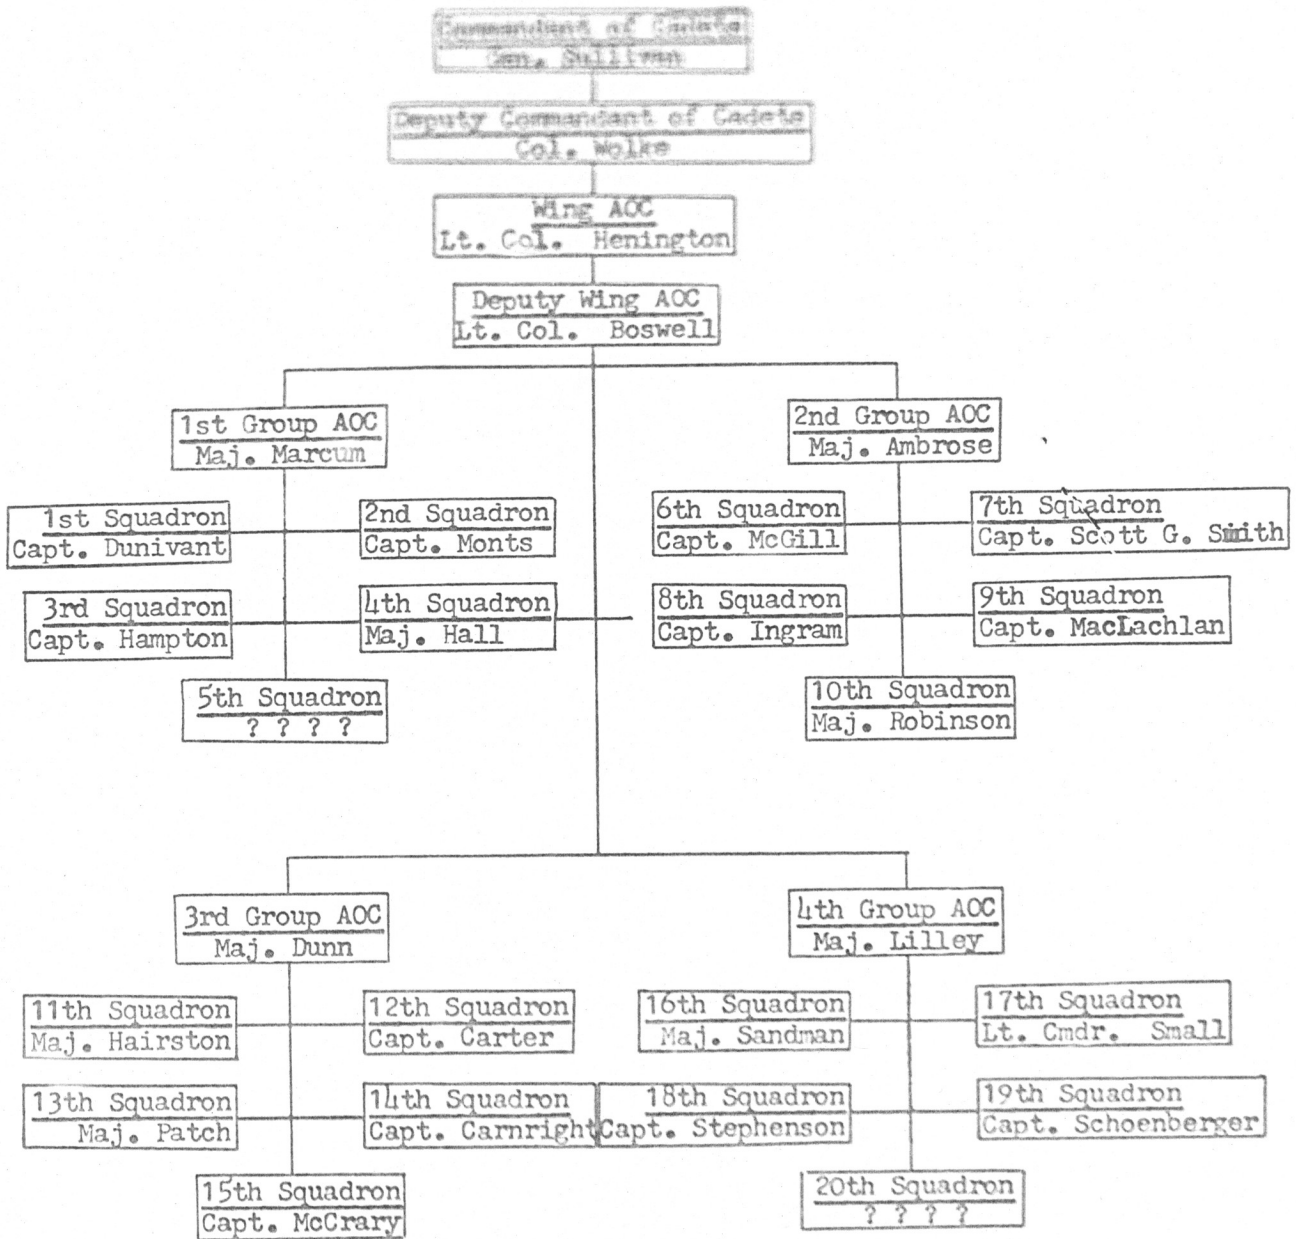 Commandant of Cadets
Gen. Sullivan
Deputy Commandant of Cadets
Col. Wolke
Wing AOC
Lt. Col. Henington
Deputy Wing AOC
Lt. Col. Boswell
1st Group AOC
Maj. Marcum
2nd Group AOC
Maj. Ambrose
1st Squadron
Capt. Dunivant
2nd Squadron
Capt. Monts
6th Squadron
Capt. McGill
7th Squadron
Capt. Scott G. Smith
3rd Squadron
Capt. Hampton
4th Squadron
Maj. Hall
8th Squadron
Capt. Ingram
9th Squadron
Capt. MacLachlan
5th Squadron
? ? ? ?
10th Squadron
Maj. Robinson
3rd Group AOC
Maj. Dunn
4th Group AOC
Maj. Lilley
11th Squadron
Maj. Hairston
12th Squadron
Capt. Carter
16th Squadron
Maj. Sandman
17th Squadron
Lt. Cmdr. Small
13th Squadron
Maj. Patch
14th Squadron
Capt. Carnright
18th Squadron
Capt. Stephenson
19th Squadron
Capt. Schoenberger
15th Squadron
Capt. McCrary
20th Squadron
? ? ? ?